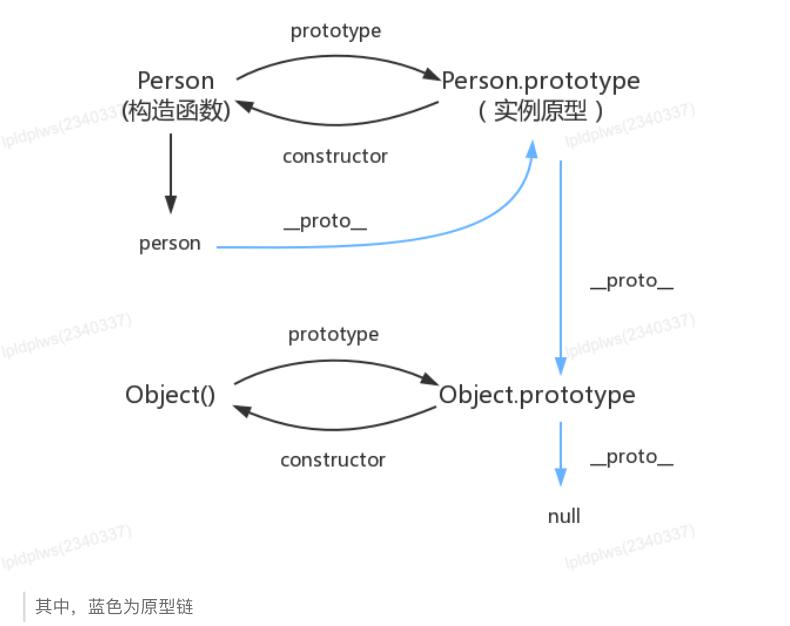 prototype
Person
Person.prototype
(构造函数)
( 实例原型 )
lpldplws(2340337)
lpldplws(2340337)
constructor
__proto__
person
__proto__
lpldplws(2340337)
lpldplws(2340337)
prototype
Object()
Object.prototype
constructor
__proto__
null
lpldplws(2340337)
lpldplws(2340337)
其中，蓝色为原型链